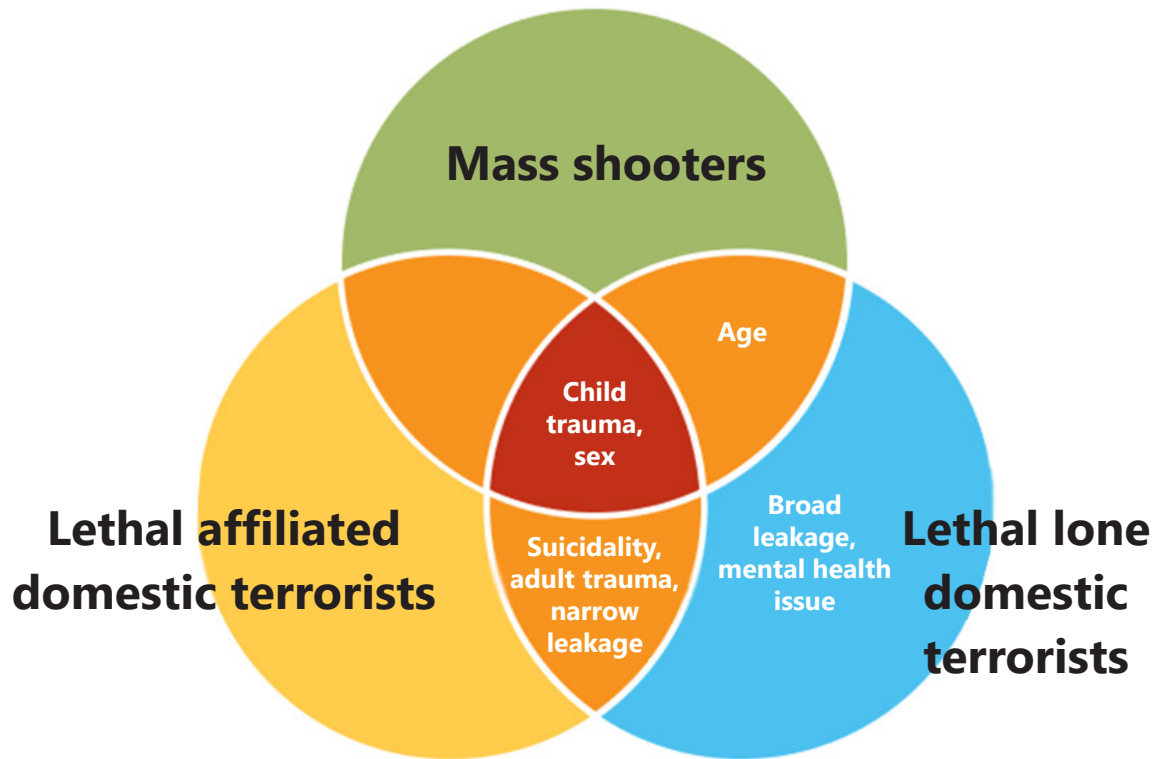 Mass shooters
Age
Child
trauma,
sex
Lethal affiliated
domestic terrorists
Suicidality,
adult trauma,
narrow
leakage
Broad
leakage,
mental health
issue
Lethal lone
domestic
terrorists